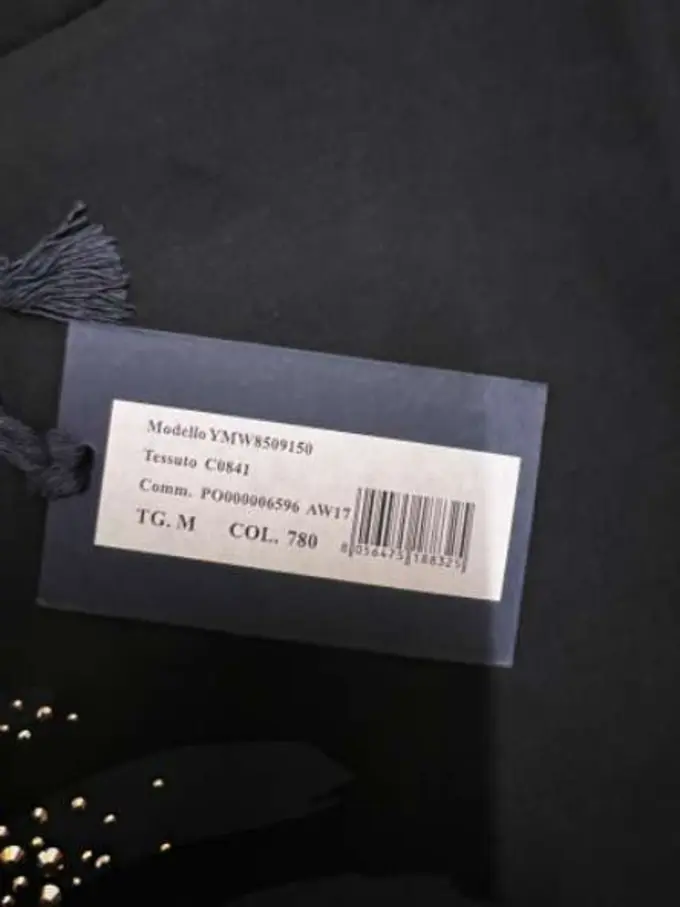 Modello YMW8509150
Tessuto C0841
Comm. PO000006596 AW17
TG. M COL. 780
8 056475 188325